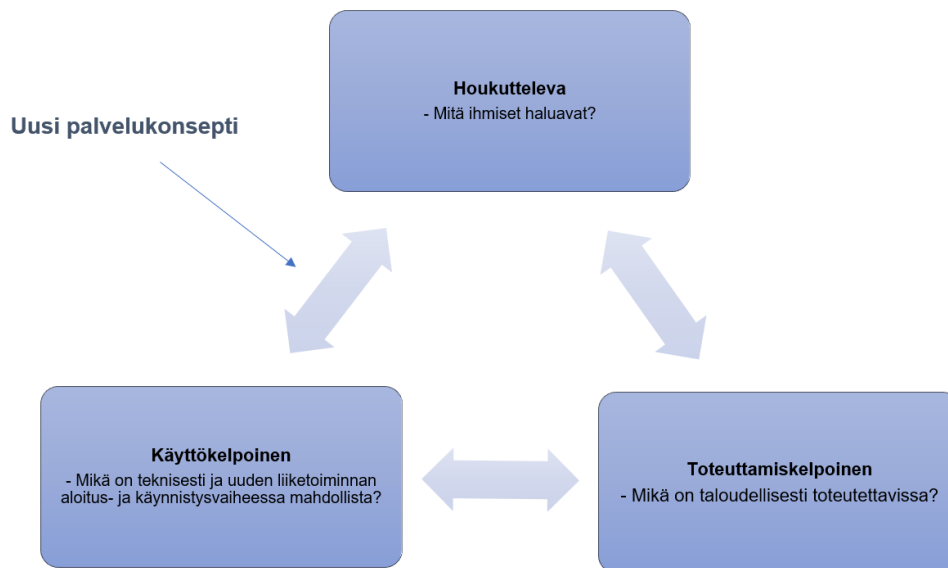 Houkutteleva
- Mitä ihmiset haluavat?
Uusi palvelukonsepti
Käyttökelpoinen
- Mikä on teknisesti ja uuden liiketoiminnan
aloitus- ja käynnistysvaiheessa mahdollista?
Toteuttamiskelpoinen
- Mikä on taloudellisesti toteutettavissa?